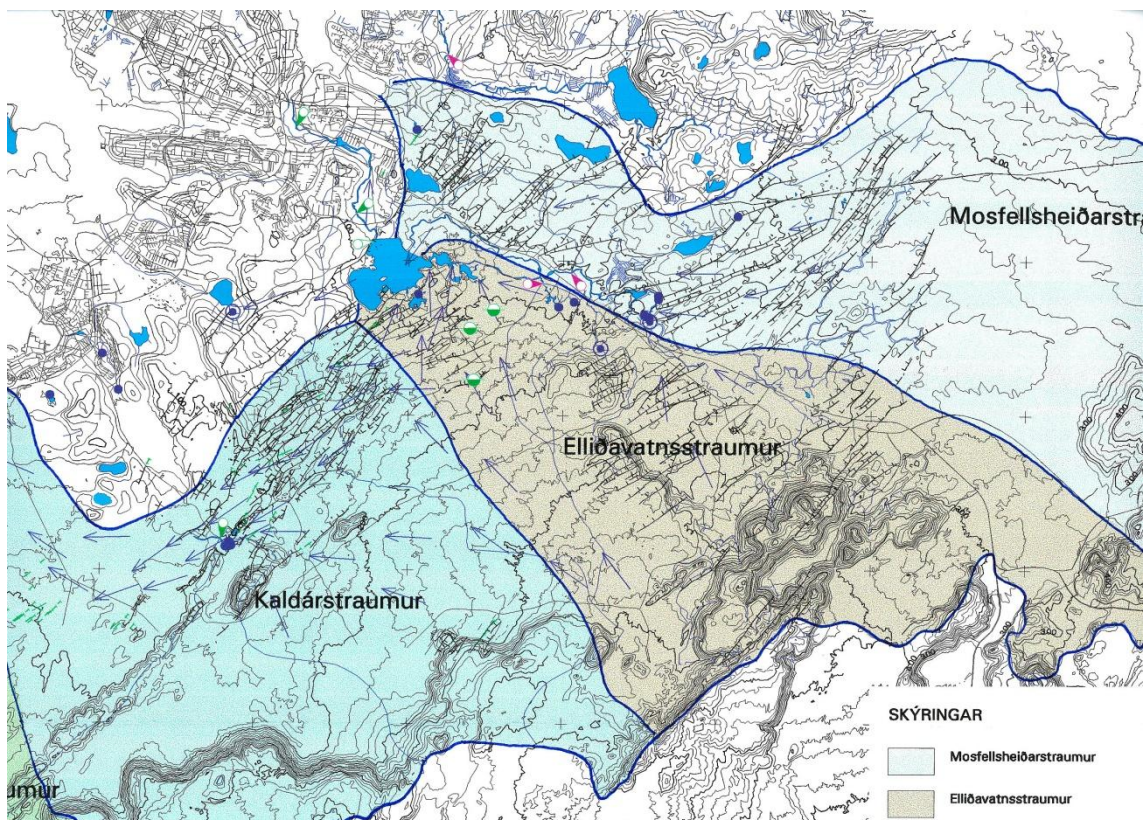 Mosfellsheiðarstra
Elliðavatnsstraumur
Kaldárstraumur
umur
SKÝRINGAR
Mosfellsheiðarstraumur
Elliðavatnsstraumur